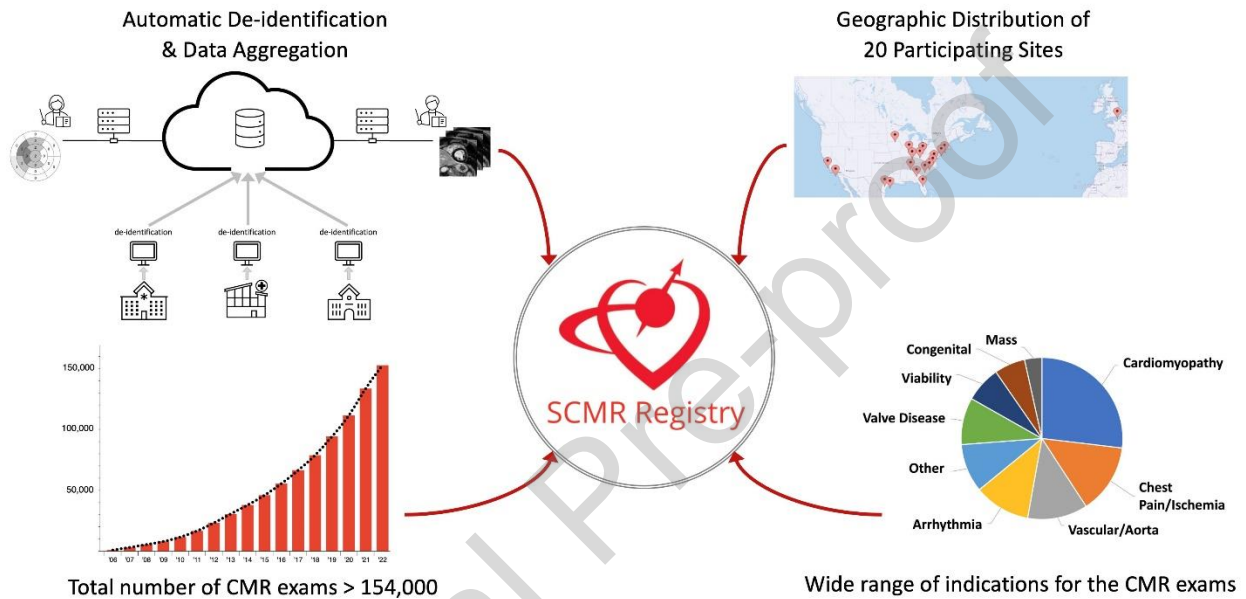 Automatic De-identification
& Data Aggregation
de-identification
de-identification
de-identification
Geographic Distribution of
20 Participating Sites
SCMR Registry
150,000
100,000
50,000
'06 '07 '08 '09 '10 '11 '12 '13 '14 '15 '16 '17 '18 '19 '20 '21 '22
Total number of CMR exams > 154,000
Mass
Congenital
Viability
Valve Disease
Other
Arrhythmia
Cardiomyopathy
Chest
Pain/Ischemia
Vascular/Aorta
Wide range of indications for the CMR exams
Pre-proof